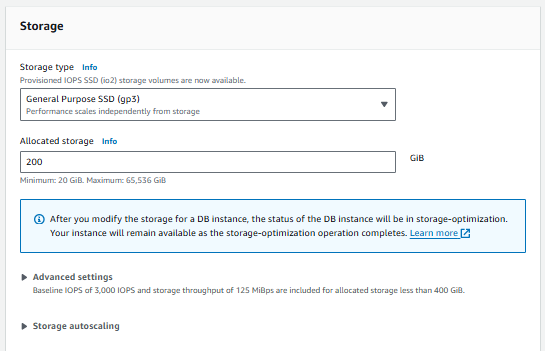 Storage
Storage type Info
Provisioned IOPS SSD (io2) storage volumes are now available.
General Purpose SSD (gp3)
Performance scales independently from storage
Allocated storage Info
200 GiB
Minimum: 20 GiB. Maximum: 65,536 GiB
After you modify the storage for a DB instance, the status of the DB instance will be in storage-optimization.
Your instance will remain available as the storage-optimization operation completes. Learn more
Advanced settings
Baseline IOPS of 3,000 IOPS and storage throughput of 125 MiBps are included for allocated storage less than 400 GiB.
Storage autoscaling